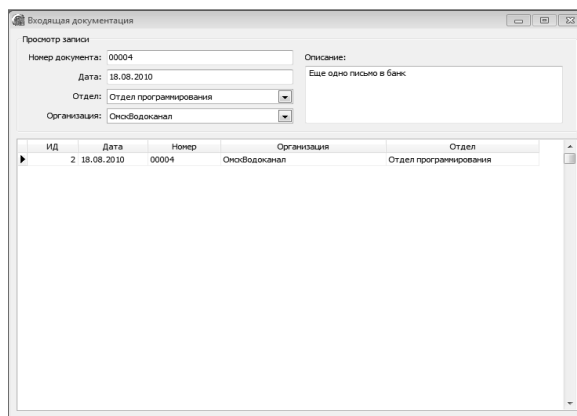 Входящая документация
Просмотр записи
Номер документа: 00004
Дата: 18.08.2010
Отдел: Отдел программирования
Организация: ОмскВодоканал
Описание:
Еще одно письмо в банк
ИД Дата Номер Организация Отдел
2 18.08.2010 00004 ОмскВодоканал Отдел программирования